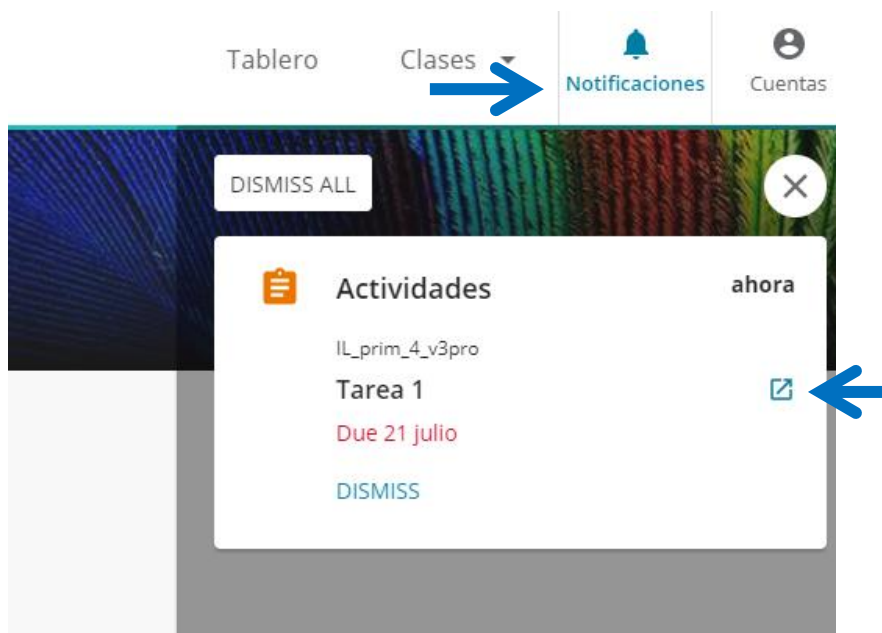 Tablero
Clases
Notificaciones
Cuentas
DISMISS ALL
Actividades
ahora
IL_prim_4_v3pro
Tarea 1
Due 21 julio
DISMISS